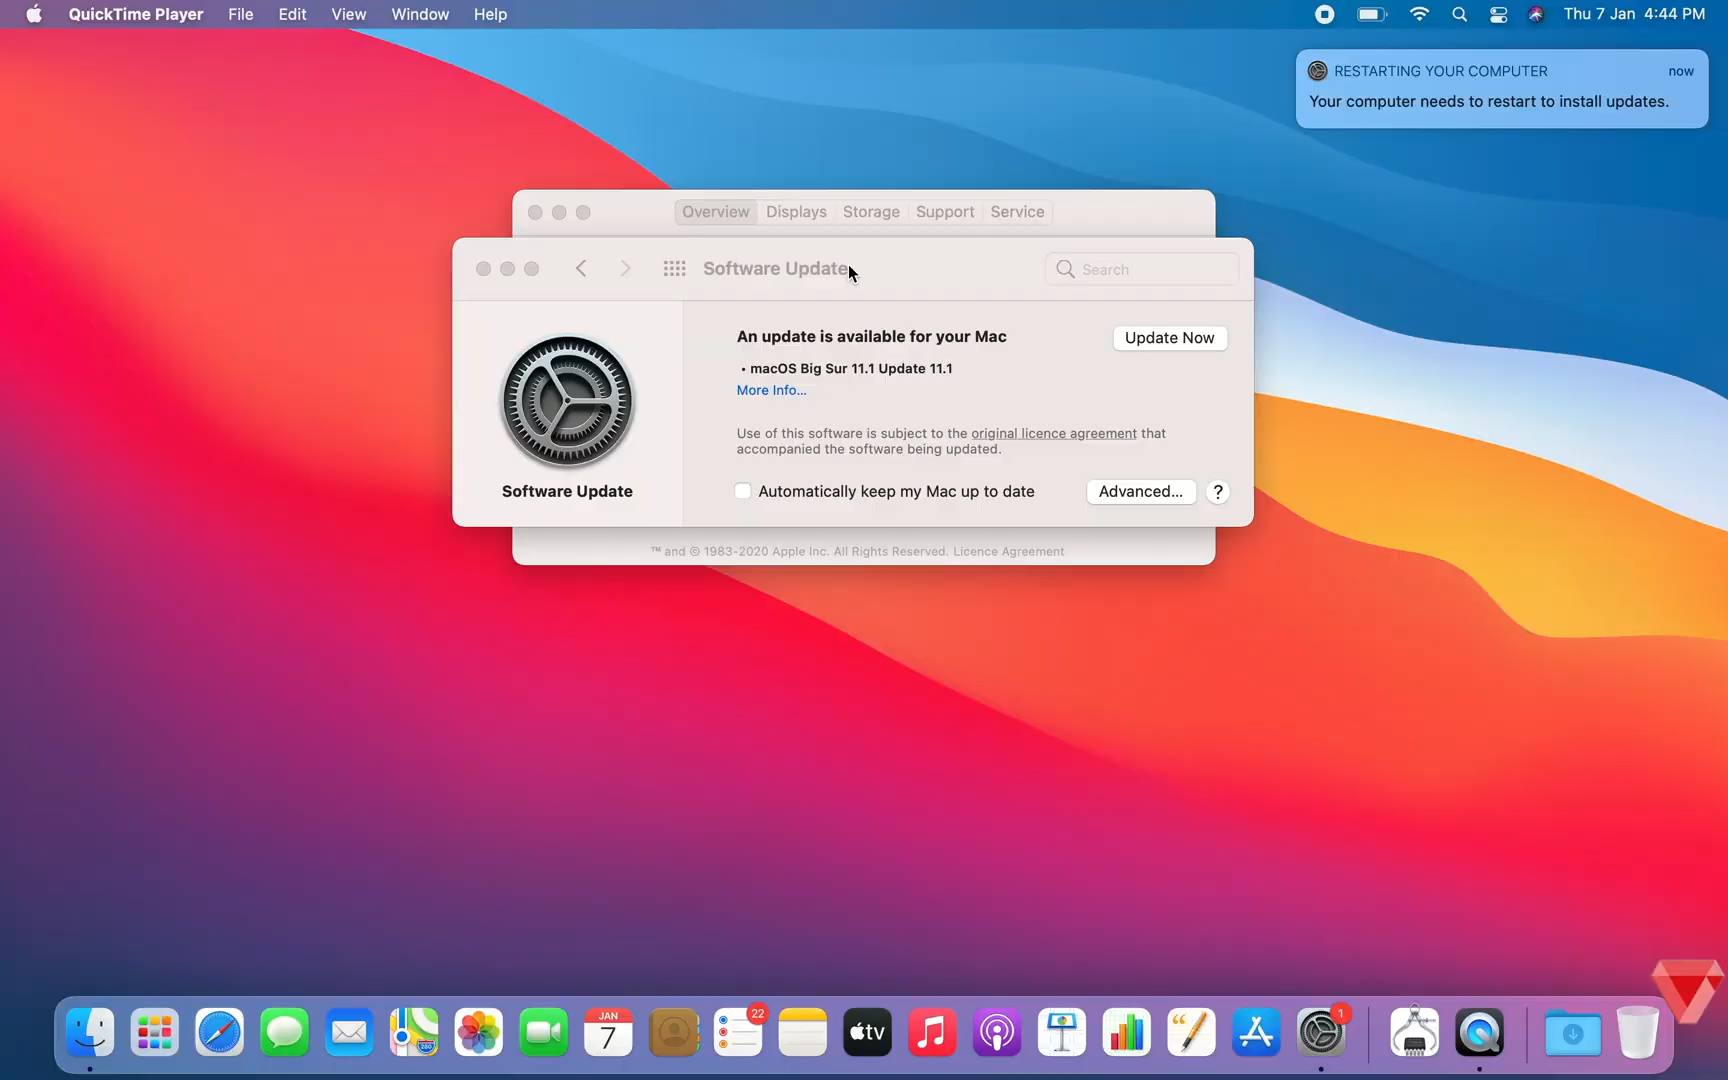 QuickTime Player File Edit View Window Help Thu 7 Jan 4:44 PM
RESTARTING YOUR COMPUTER now
Your computer needs to restart to install updates.
Overview Displays Storage Support Service
Software Update Search
An update is available for your Mac Update Now
• macOS Big Sur 11.1 Update 11.1
More Info...
Use of this software is subject to the original licence agreement that
accompanied the software being updated.
Software Update
Automatically keep my Mac up to date Advanced... ?
™ and © 1983-2020 Apple Inc. All Rights Reserved. Licence Agreement
JAN
7
22
tv
1
280